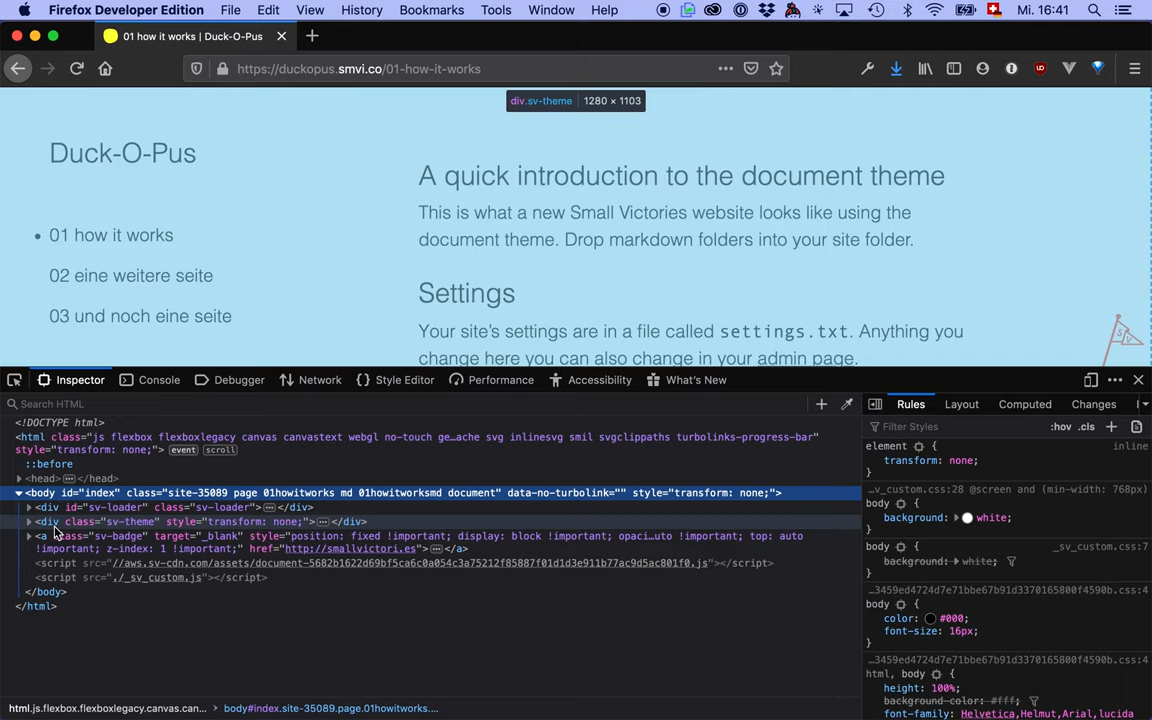 Firefox Developer Edition File Edit View History Bookmarks Tools Window Help Mi. 16:41
01 how it works | Duck-O-Pus
https://duckopus.smvi.co/01-how-it-works
div.sv-theme 1280 × 1103
Duck-O-Pus
01 how it works
02 eine weitere seite
03 und noch eine seite
A quick introduction to the document theme
This is what a new Small Victories website looks like using the
document theme. Drop markdown folders into your site folder.
Settings
Your site’s settings are in a file called settings.txt. Anything you
change here you can also change in your admin page.
S V
Inspector Console Debugger Network Style Editor Performance Accessibility What's New
Search HTML
<!DOCTYPE html>
<html class="js flexbox flexboxlegacy canvas canvastext webgl no-touch ge…ache svg inlinesvg smil svgclippaths turbolinks-progress-bar"
style="transform: none;"> event scroll
::before
<head> </head>
<body id="index" class="site-35089 page 01howitworks md 01howitworksmd document" data-no-turbolink="" style="transform: none;">
<div id="sv-loader" class="sv-loader"> </div>
<div class="sv-theme" style="transform: none;"> </div>
<a class="sv-badge" target="_blank" style="position: fixed !important; display: block !important; opaci…uto !important; top: auto
!important; z-index: 1 !important;" href="http://smallvictori.es"> </a>
<script src="//aws.sv-cdn.com/assets/document-5682b1622d69bf5ca6c0a054c3a75212f85887f01d1d3e911b77ac9d5ac801f0.js"></script>
<script src="./_sv_custom.js"></script>
</body>
</html>
html.js.flexbox.flexboxlegacy.canvas.can… body#index.site-35089.page.01howitworks.…
Rules Layout Computed Changes
Filter Styles :hov .cls
element { inline
transform: none;
}
…v_custom.css:28 @screen and (min-width: 768px)
body {
background: white;
}
body { _sv_custom.css:7
background: white;
}
…3459ed4724d7e71bbe67b91d3370165800f4590b.css:4
body {
color: #000;
font-size: 16px;
}
…3459ed4724d7e71bbe67b91d3370165800f4590b.css:4
html, body {
height: 100%;
background-color: #fff;
font-family: Helvetica,Helmut,Arial,lucida